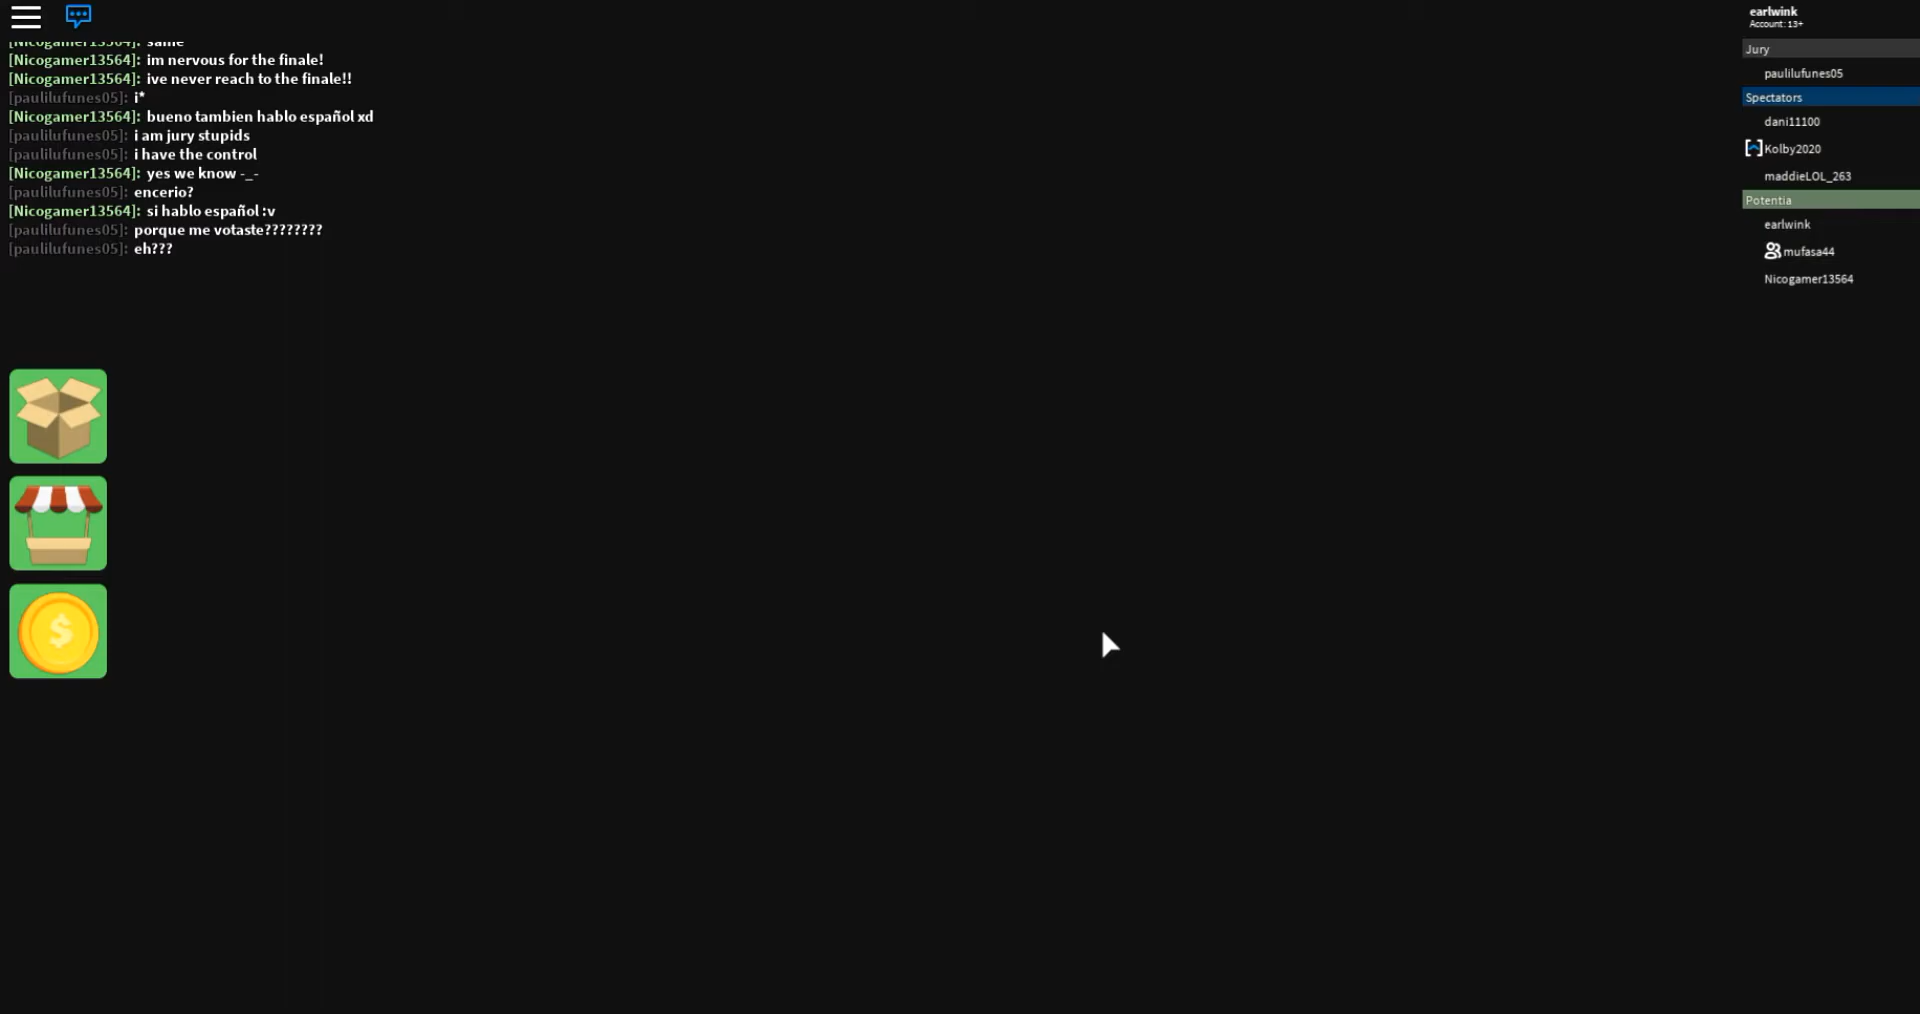 [Nicogamer13564]: same
[Nicogamer13564]: im nervous for the finale!
[Nicogamer13564]: ive never reach to the finale!!
[paulilufunes05]: i*
[Nicogamer13564]: bueno tambien hablo español xd
[paulilufunes05]: i am jury stupids
[paulilufunes05]: i have the control
[Nicogamer13564]: yes we know -_-
[paulilufunes05]: encerio?
[Nicogamer13564]: si hablo español :v
[paulilufunes05]: porque me votaste????????
[paulilufunes05]: eh???
$
earlwink
Account: 13+
Jury
paulilufunes05
Spectators
dani11100
Kolby2020
maddieLOL_263
Potentia
earlwink
mufasa44
Nicogamer13564